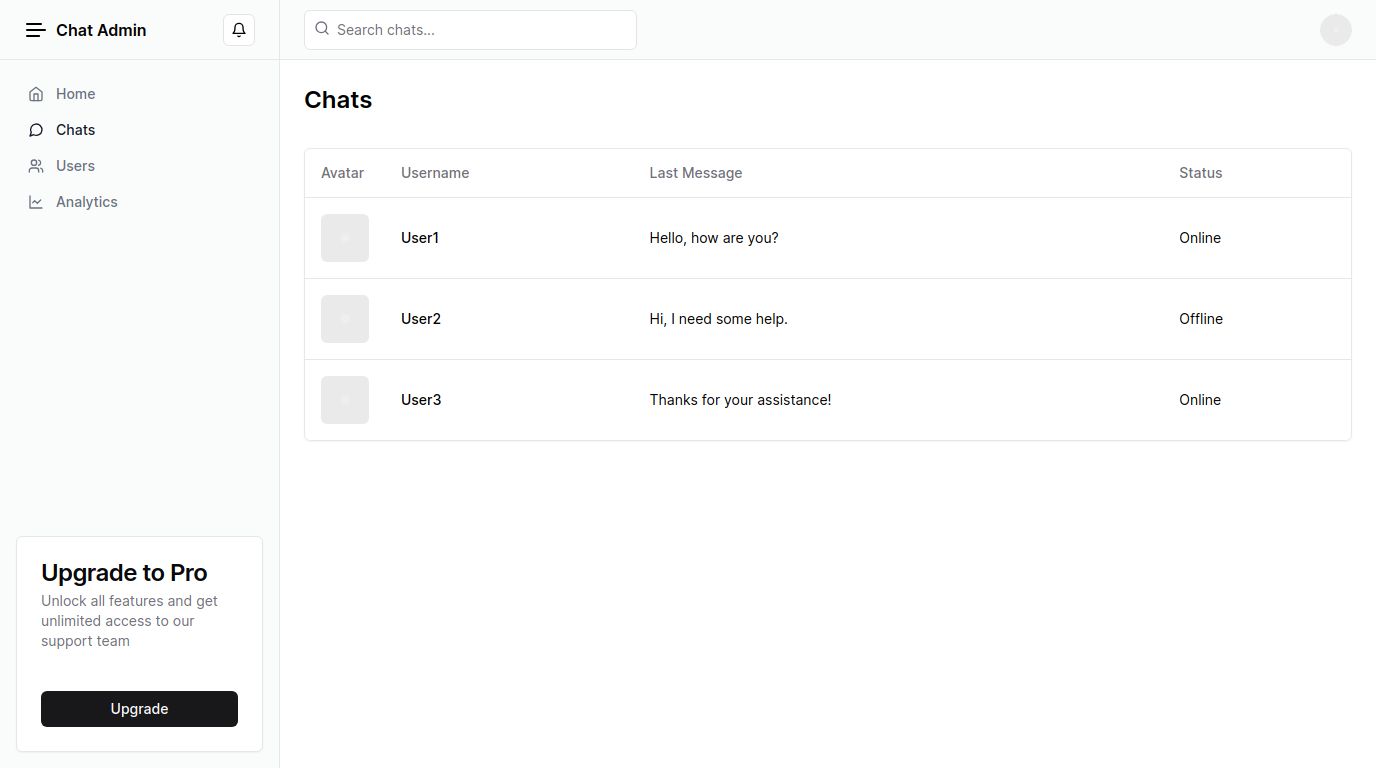 Chat Admin
Search chats...
Home
Chats
Users
Analytics
Upgrade to Pro
Unlock all features and get
unlimited access to our
support team
Upgrade
Chats
Avatar Username Last Message Status
User1 Hello, how are you? Online
User2 Hi, I need some help. Offline
User3 Thanks for your assistance! Online